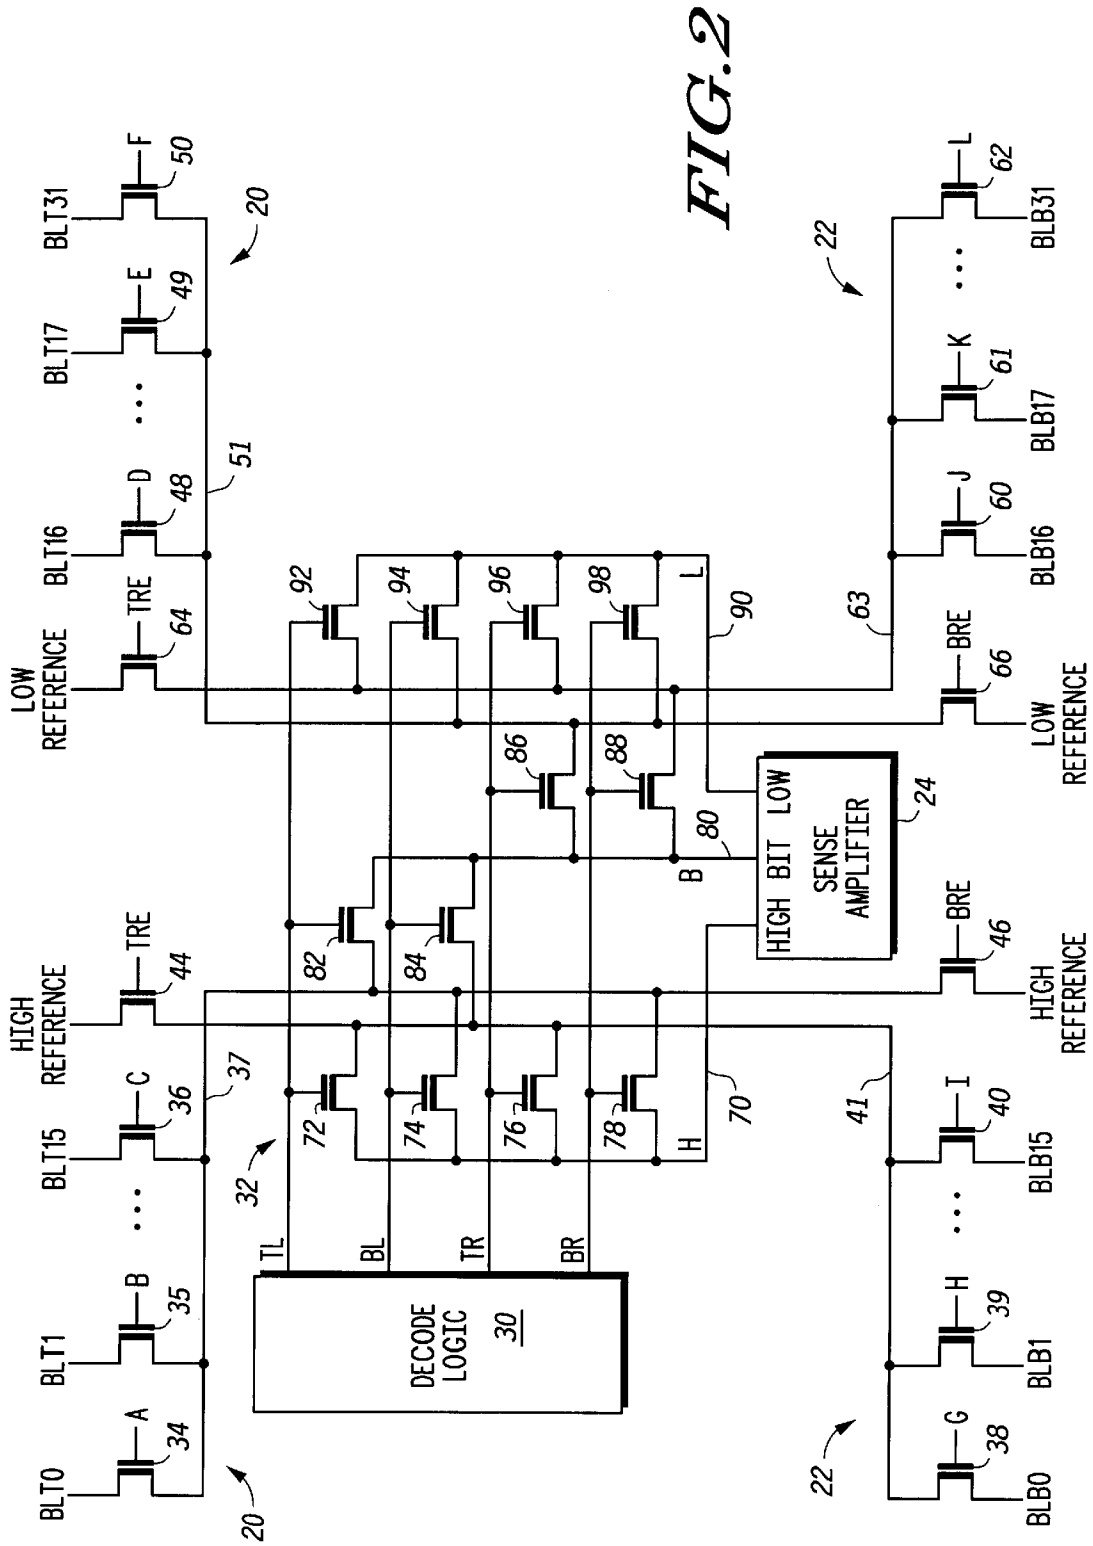 BLT0
BLT1
BLT15
HIGH
REFERENCE
LOW
REFERENCE
BLT16
BLT17
BLT31
A
B
C
TRE
TRE
D
E
F
34
35
36
44
64
48
49
50
...
...
20
37
51
20
32
TL
BL
TR
BR
DECODE
LOGIC
30
72
74
76
78
82
84
86
88
92
94
96
98
H
70
B
80
L
90
HIGH BIT LOW
SENSE
AMPLIFIER
24
22
41
63
22
G
H
I
BRE
BRE
J
K
L
38
39
40
46
66
60
61
62
...
...
BLB0
BLB1
BLB15
HIGH
REFERENCE
LOW
REFERENCE
BLB16
BLB17
BLB31
FIG.2